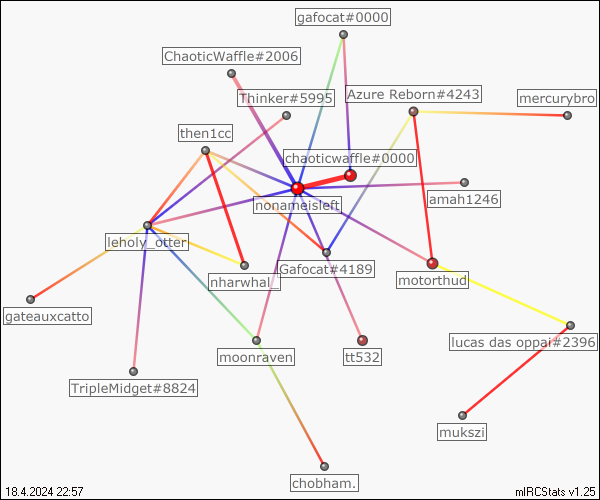 gafocat#0000
ChaoticWaffle#2006
Thinker#5995
Azure Reborn#4243
mercurybro
then1cc
chaoticwaffle#0000
amah1246
nonameisleft
leholy_otter
Gafocat#4189
nharwhal_
motorthud
gateauxcatto
moonraven
tt532
lucas das oppai#2396
TripleMidget#8824
mukszi
chobham.
18.4.2024 22:57
mIRCStats v1.25